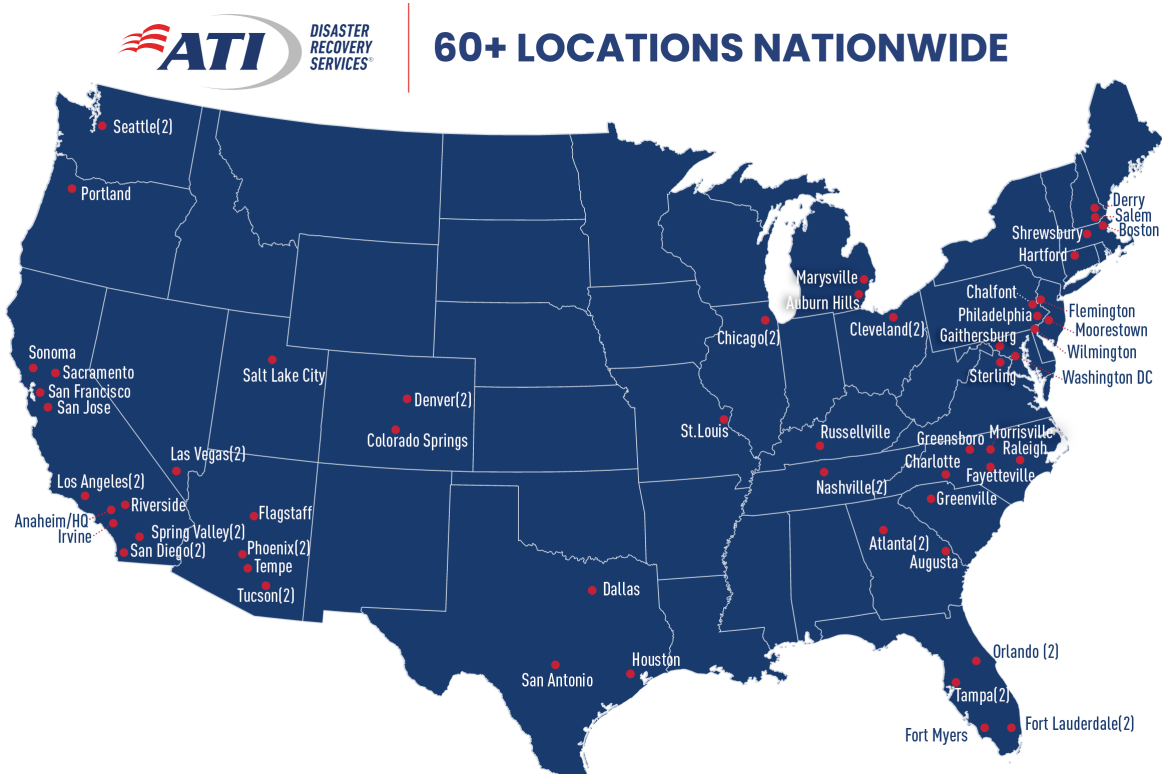 ATI
DISASTER
RECOVERY
SERVICES®
60+ LOCATIONS NATIONWIDE
Seattle(2)
Portland
Derry
Salem
Boston
Shrewsbury
Hartford
Marysville
Auburn Hills
Chalfont
Flemington
Philadelphia
Moorestown
Gaithersburg
Wilmington
Sterling
Washington DC
Chicago(2)
Cleveland(2)
Sonoma
Sacramento
San Francisco
San Jose
Salt Lake City
Denver(2)
Colorado Springs
St.Louis
Russellville
Nashville(2)
Greensboro
Morrisville
Raleigh
Charlotte
Fayetteville
Greenville
Las Vegas(2)
Los Angeles(2)
Riverside
Anaheim/HQ
Irvine
Spring Valley(2)
San Diego(2)
Flagstaff
Phoenix(2)
Tempe
Tucson(2)
Atlanta(2)
Augusta
Dallas
Houston
San Antonio
Orlando (2)
Tampa(2)
Fort Myers
Fort Lauderdale(2)